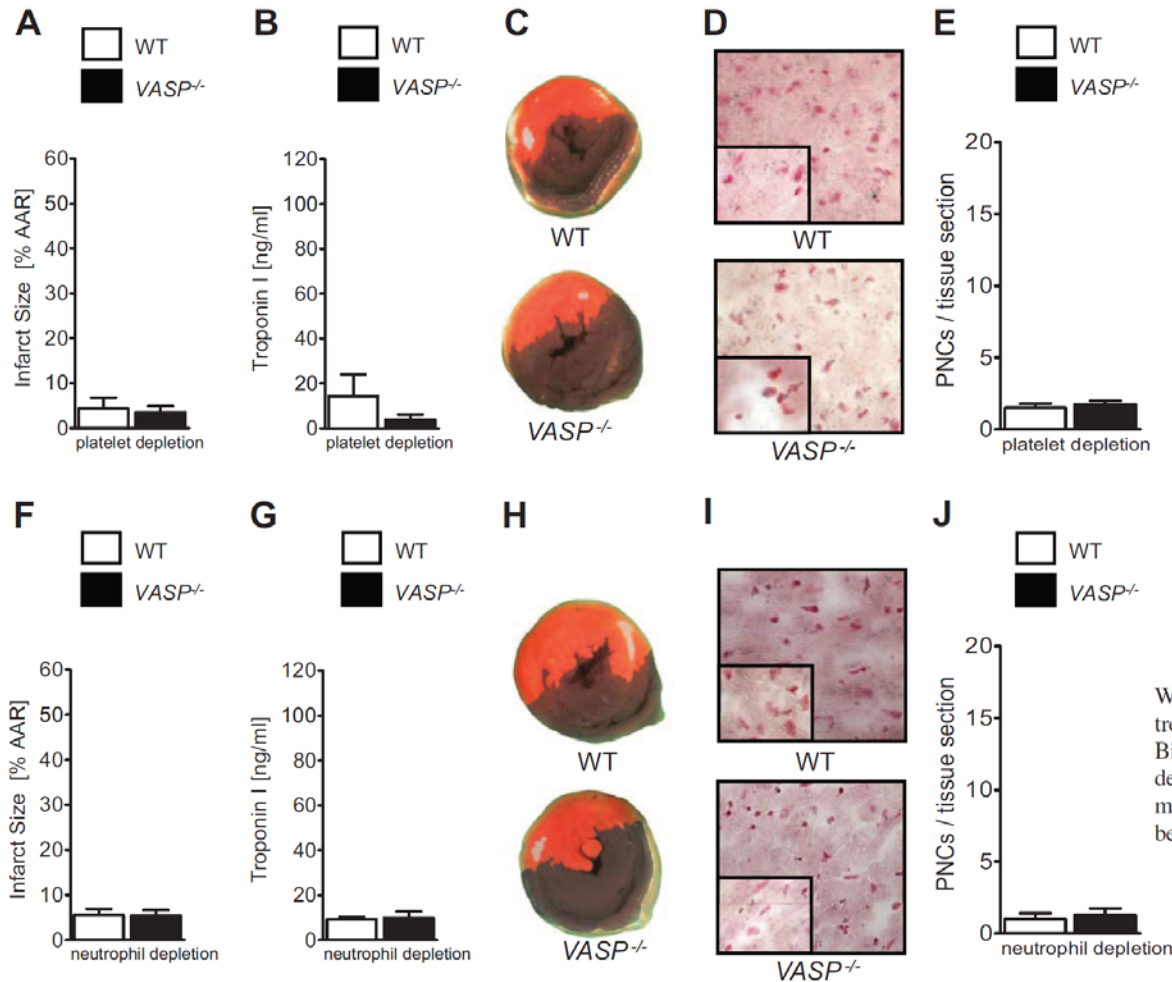 A
WT
VASP-/-
Infarct Size [% AAR]
60
50
40
30
20
10
0
platelet depletion
B
WT
VASP-/-
Troponin I [ng/ml]
120
100
80
60
40
20
0
platelet depletion
C
WT
VASP-/-
D
WT
VASP-/-
E
WT
VASP-/-
PNCs / tissue section
20
15
10
5
0
platelet depletion
F
WT
VASP-/-
Infarct Size [% AAR]
60
50
40
30
20
10
0
neutrophil depletion
G
WT
VASP-/-
Troponin I [ng/ml]
120
100
80
60
40
20
0
neutrophil depletion
H
WT
VASP-/-
I
WT
VASP-/-
J
WT
VASP-/-
PNCs / tissue section
20
15
10
5
0
neutrophil depletion
W
tre
Bi
de
m
be